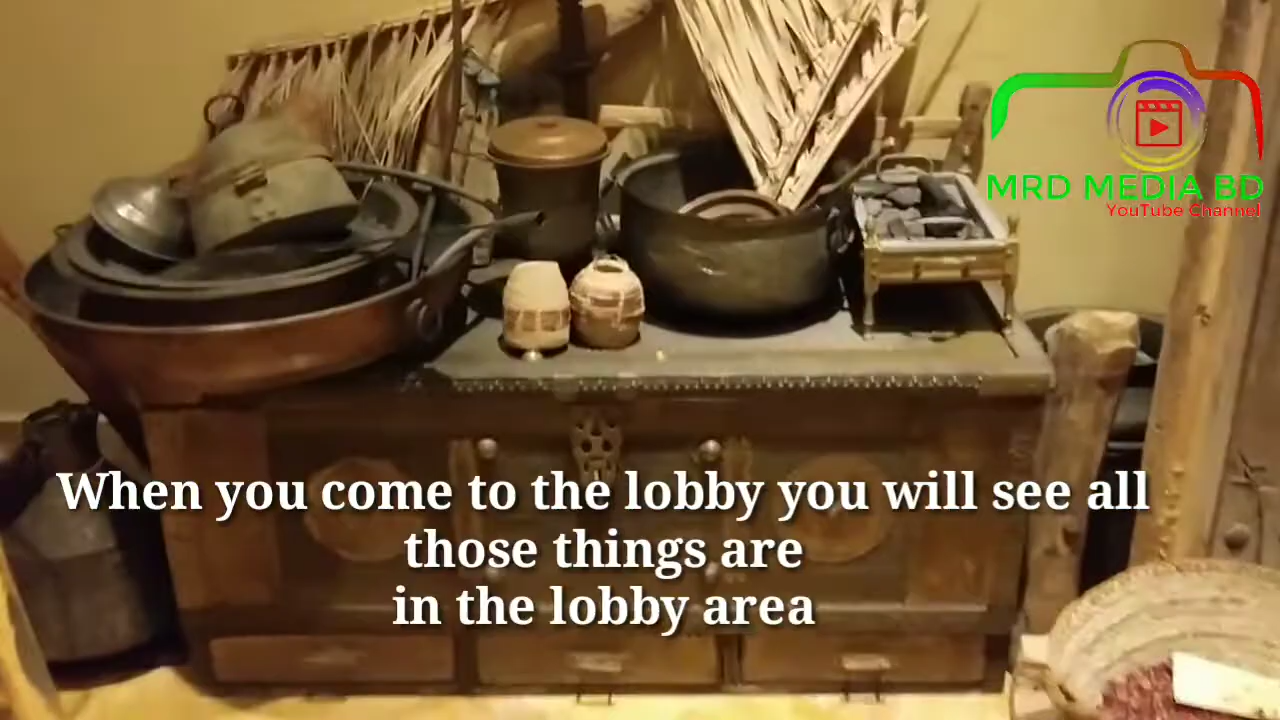 MRD MEDIA BD
YouTube Channel
When you come to the lobby you will see all
those things are
in the lobby area